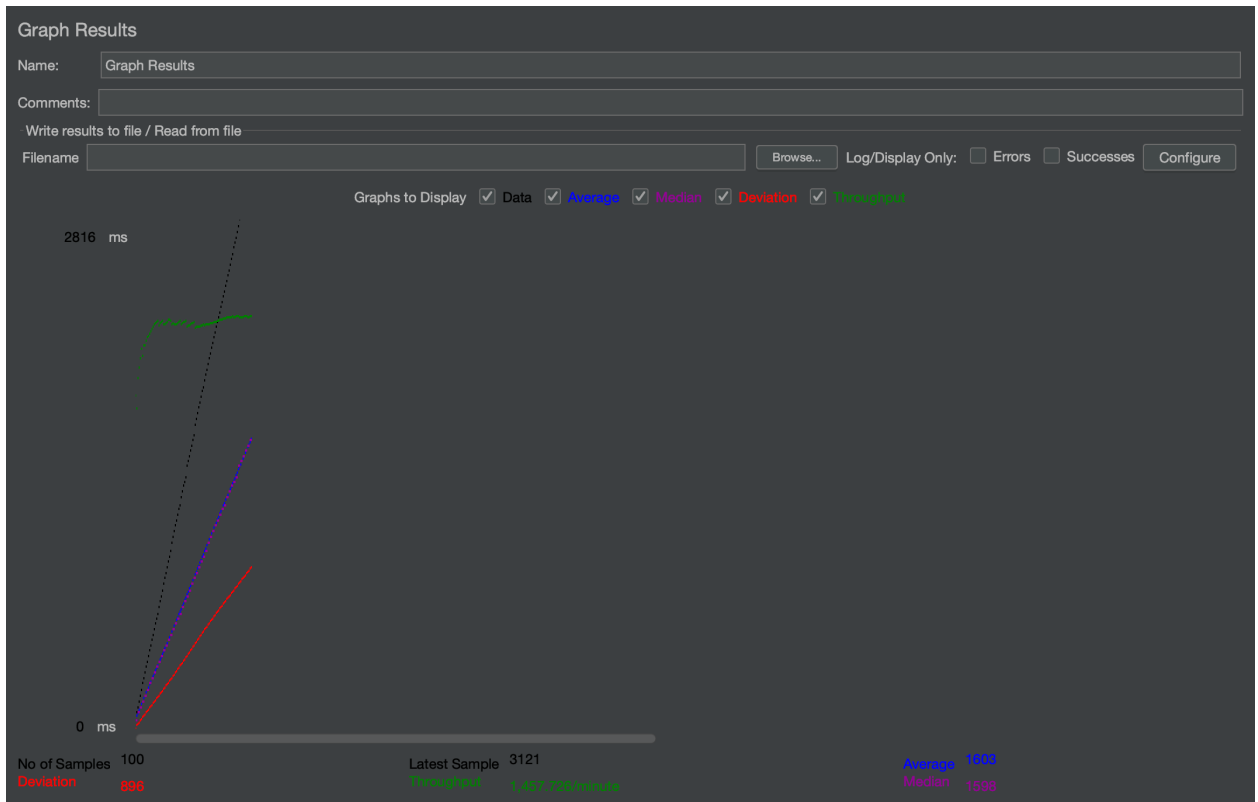 Graph Results
Name: Graph Results
Comments:
Write results to file / Read from file
Filename Browse... Log/Display Only: Errors Successes Configure
Graphs to Display Data Average Median Deviation Throughput
2816 ms
0 ms
No of Samples 100 Latest Sample 3121 Average 1603
Deviation 896 Throughput 1,457.726/minute Median